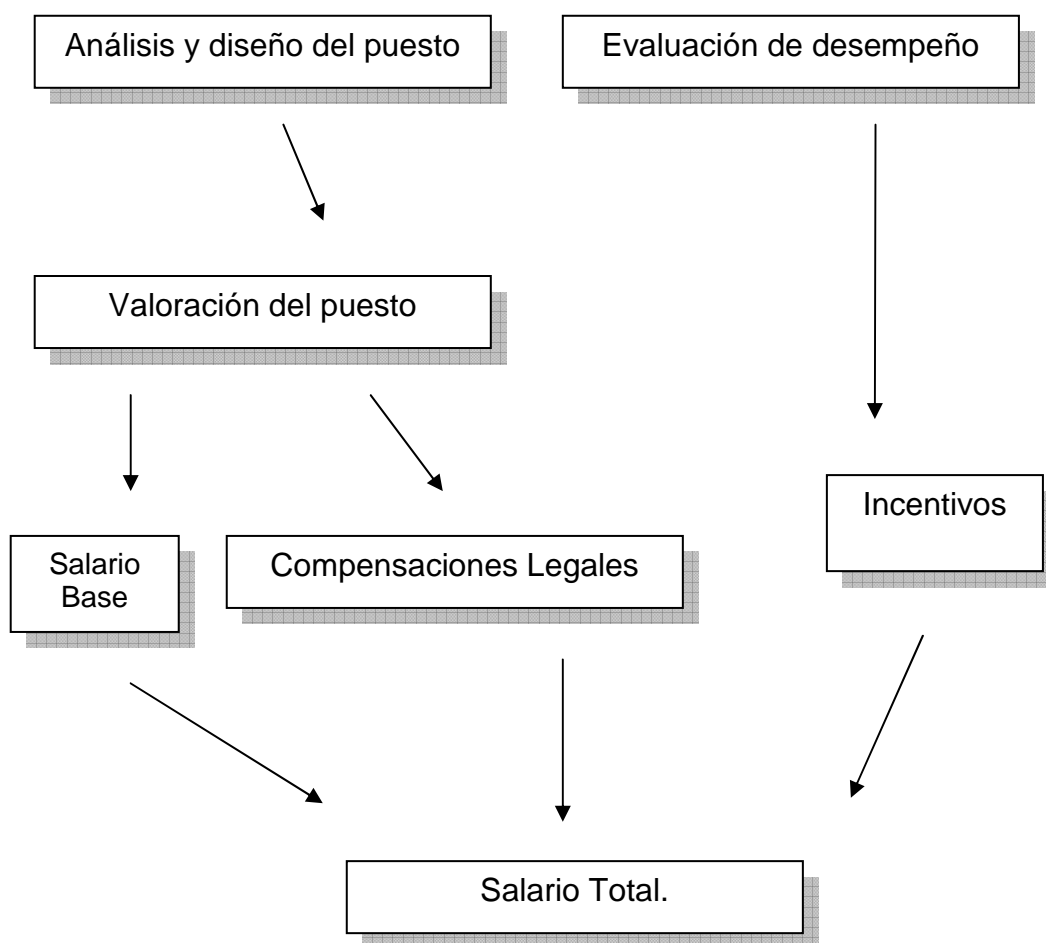 Análisis y diseño del puesto
Evaluación de desempeño
Valoración del puesto
Incentivos
Salario
Base
Compensaciones Legales
Salario Total.